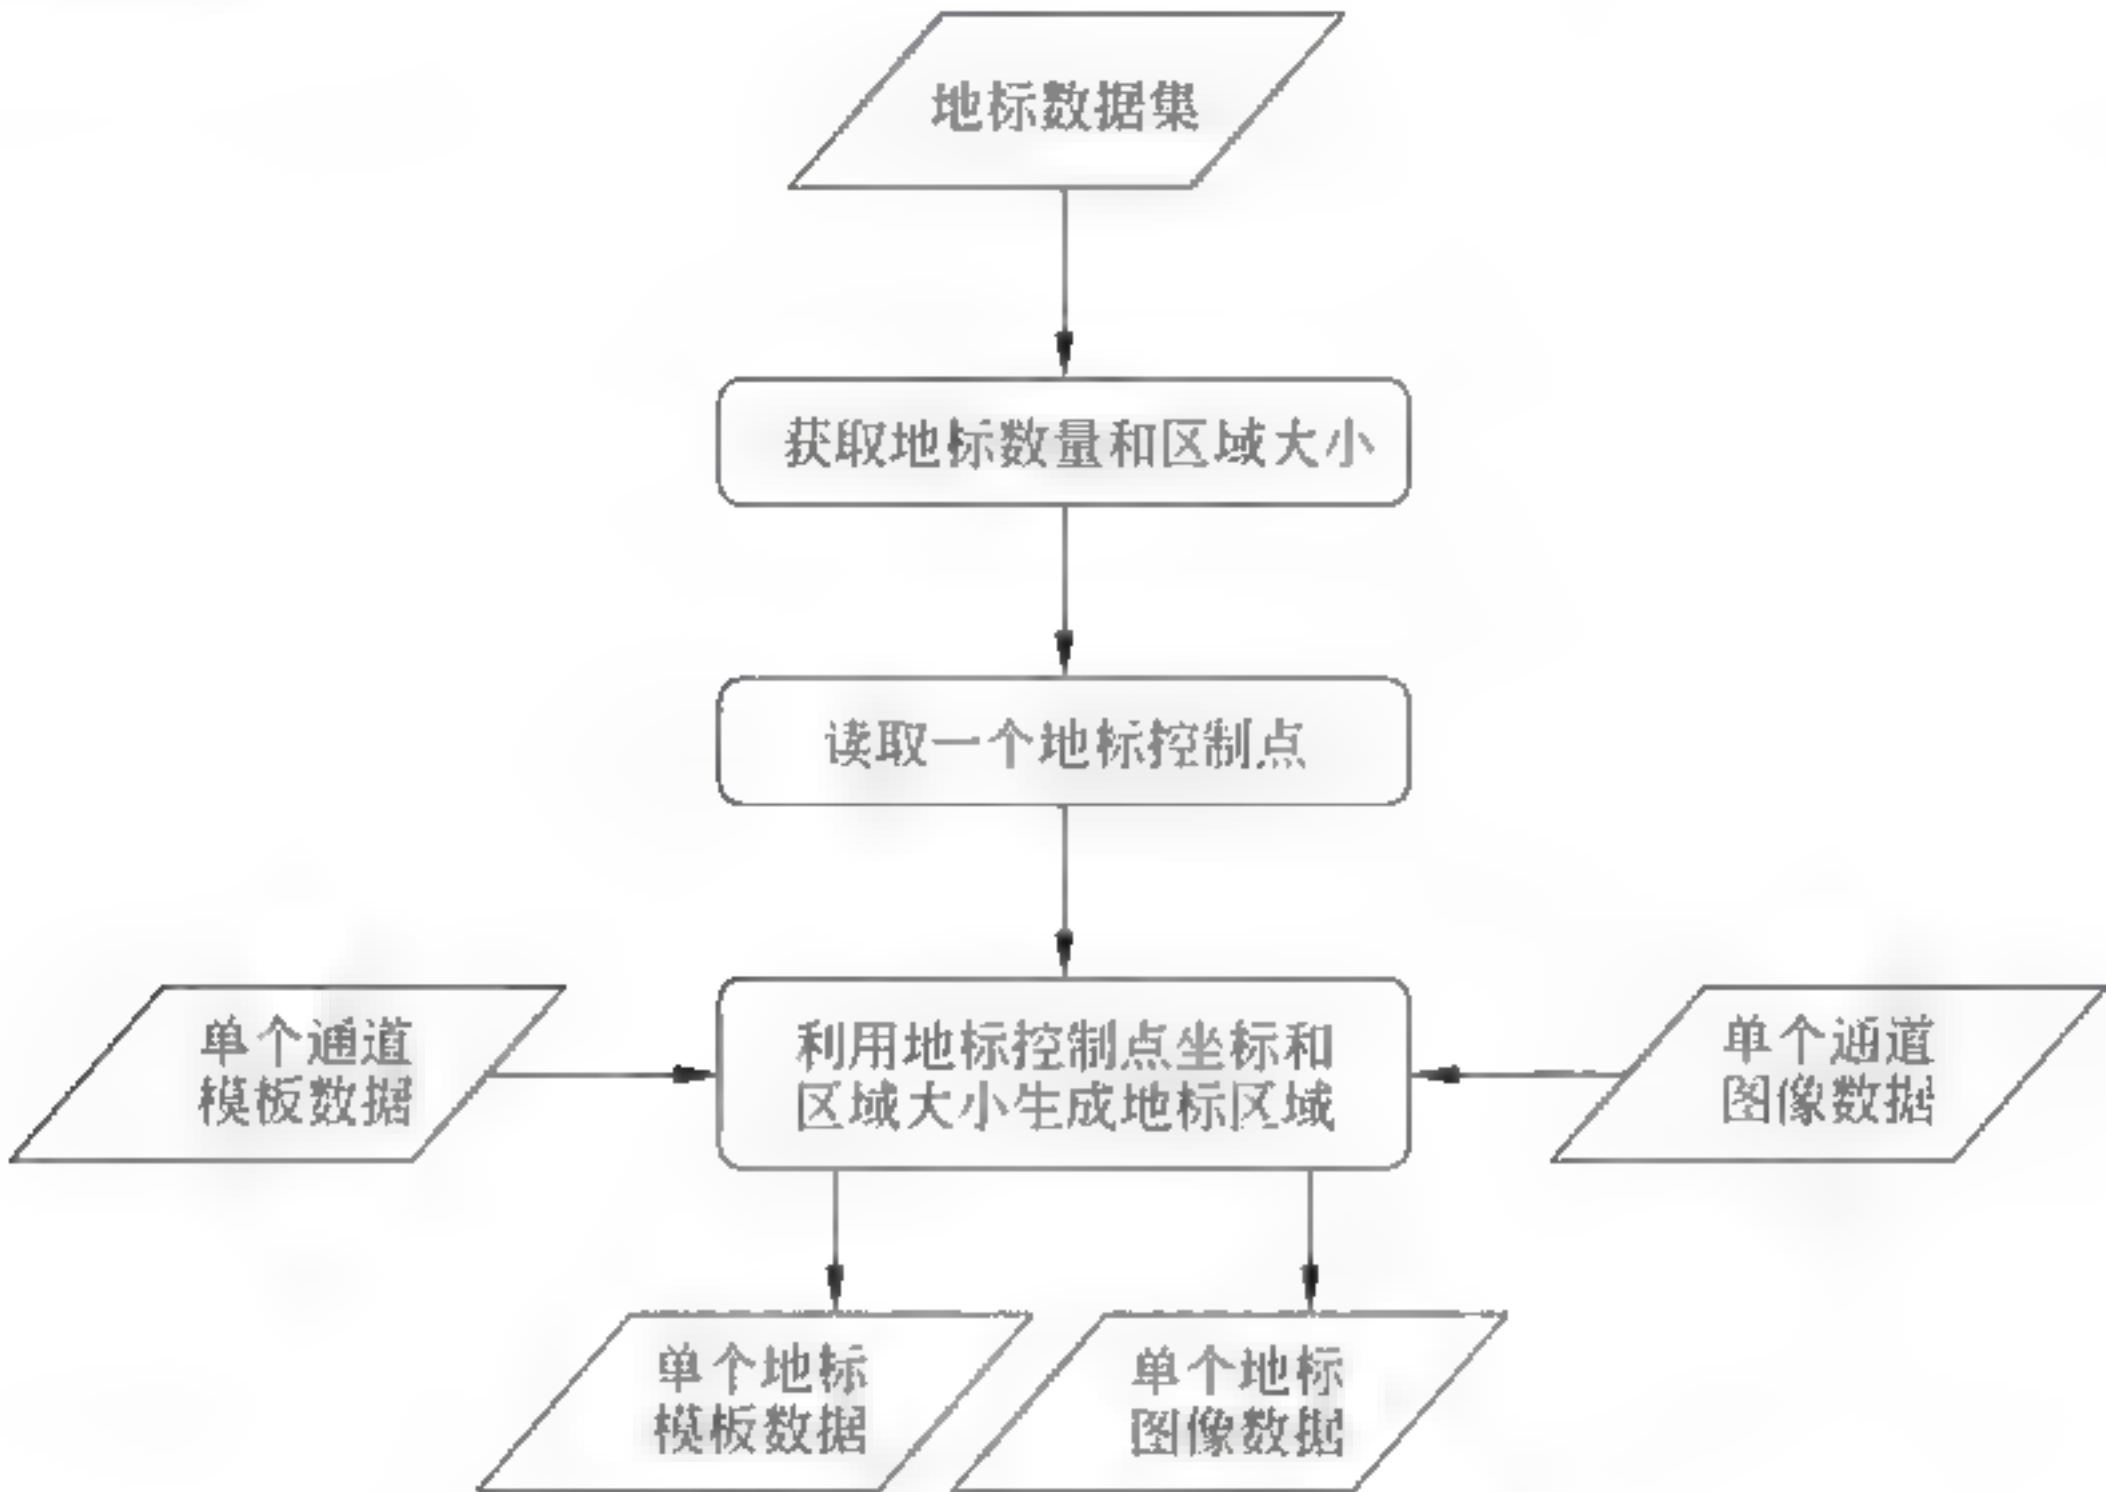 地标数据集
获取地标数量和区域大小
读取一个地标控制点
单个通道
模板数据
利用地标控制点坐标和
区域大小生成地标区域
单个通道
图像数据
单个地标
模板数据
单个地标
图像数据